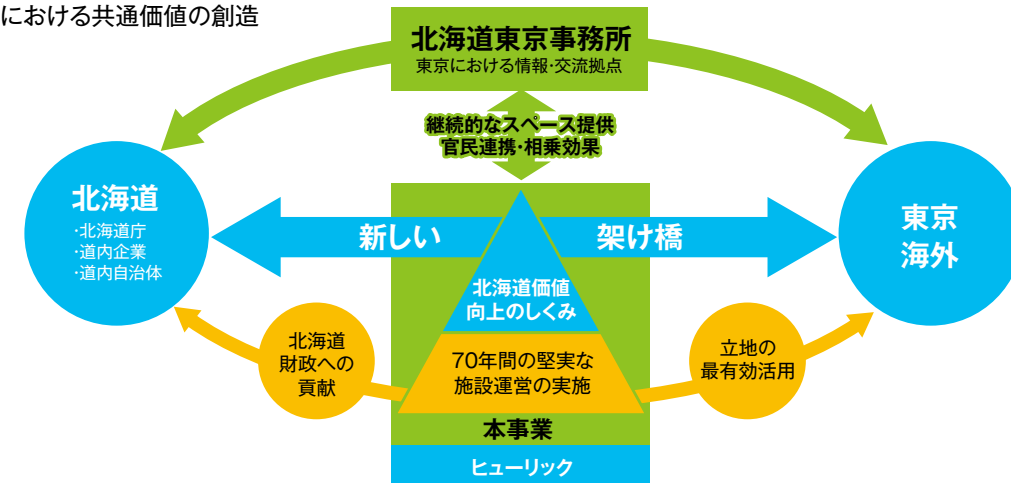 における共通価値の創造
北海道東京事務所
東京における情報・交流拠点
継続的なスペース提供
官民連携・相乗効果
北海道
・北海道庁
・道内企業
・道内自治体
新しい
架け橋
東京
海外
北海道価値
向上のしくみ
北海道
財政への
貢献
70年間の堅実な
施設運営の実施
立地の
最有効活用
本事業
ヒューリック